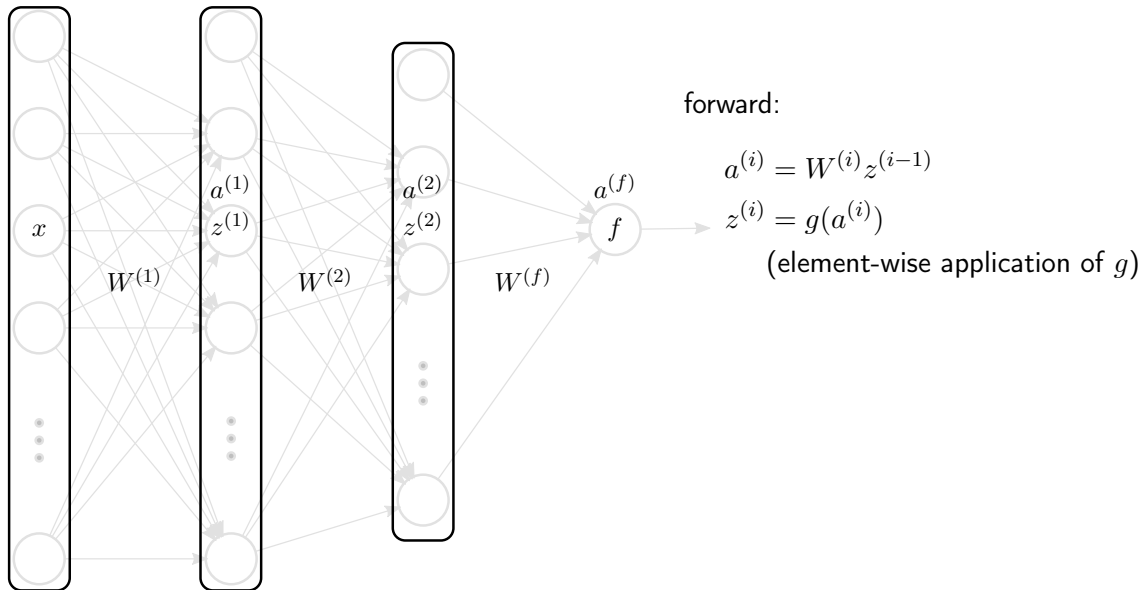 forward:
a^{(i)} = W^{(i)} z^{(i-1)}
a^{(1)} a^{(2)} a^{(f)}
x z^{(1)} z^{(2)} f z^{(i)} = g(a^{(i)})
(element-wise application of g)
W^{(1)} W^{(2)} W^{(f)}